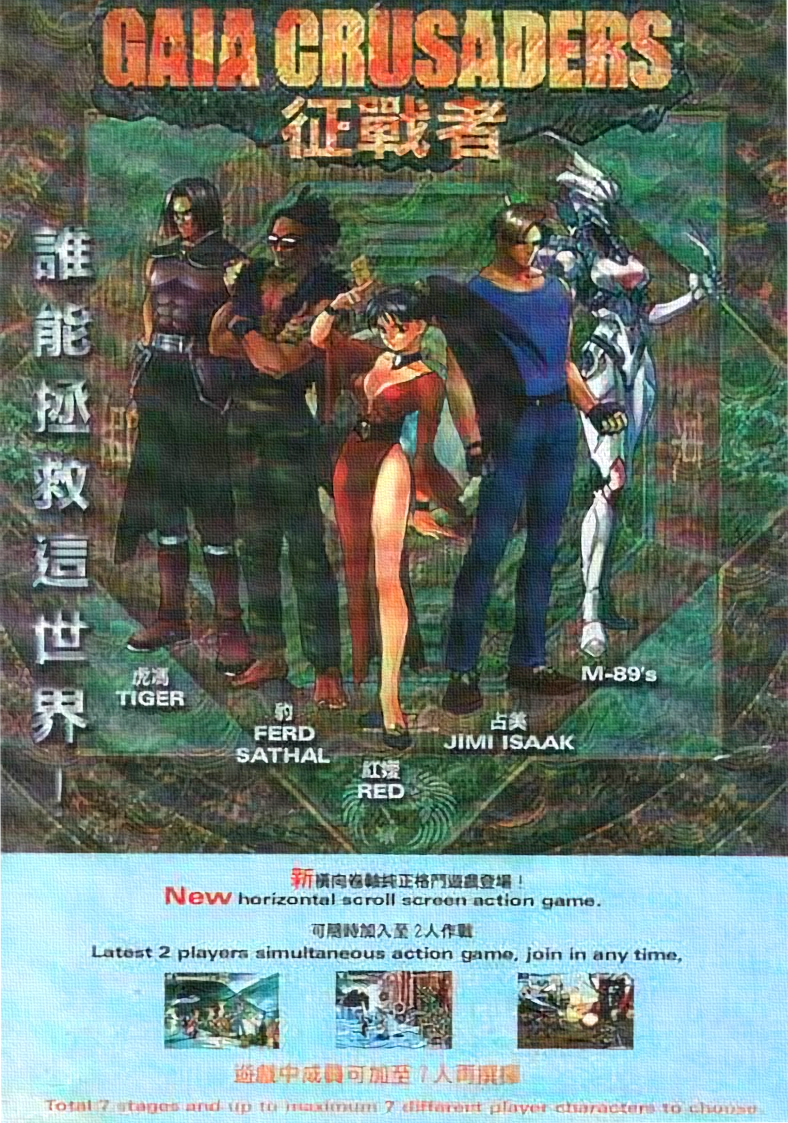 GAIA CRUSADERS
征戰者
誰能拯救這世界
虎馮
TIGER
豹
FERD
SATHAL
紅
RED
占美
JIMI ISAAK
M-89's
新橫向卷軸純正格鬥遊戲登場！
New horizontal scroll screen action game.
可隨時加入至2人作戰
Latest 2 players simultaneous action game, join in any time,
遊戲中成員可加至7人再選擇
Total 7 stages and up to maximum 7 different player characters to choose.